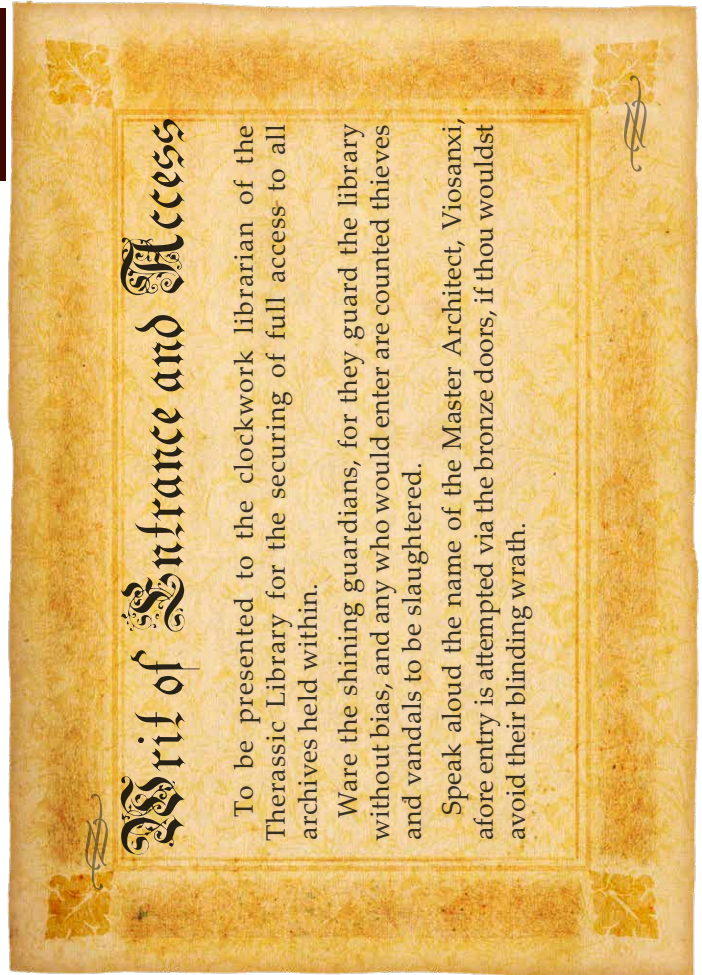 Writ of Entrance and Access
To be presented to the clockwork librarian of the
Therassic Library for the securing of full access to all
archives held within.
Ware the shining guardians, for they guard the library
without bias, and any who would enter are counted thieves
and vandals to be slaughtered.
Speak aloud the name of the Master Architect, Viosanxi,
afore entry is attempted via the bronze doors, if thou wouldst
avoid their blinding wrath.